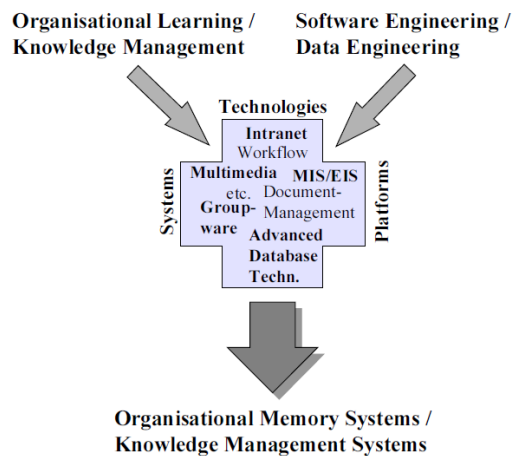 Organisational Learning /
Knowledge Management
Software Engineering /
Data Engineering
Technologies
Intranet
Workflow
Multimedia MIS/EIS
etc. Document-
Group- Management
ware
Advanced
Database
Techn.
Systems
Platforms
Organisational Memory Systems /
Knowledge Management Systems